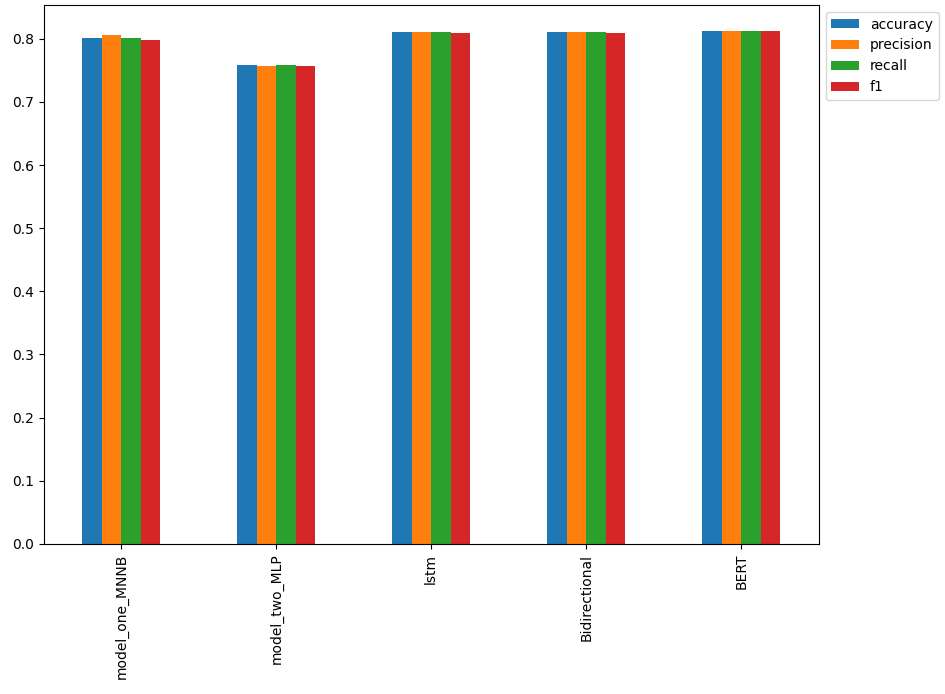 0.8
0.7
0.6
0.5
0.4
0.3
0.2
0.1
0.0
model_one_MNNB
model_two_MLP
lstm
Bidirectional
BERT
accuracy
precision
recall
f1